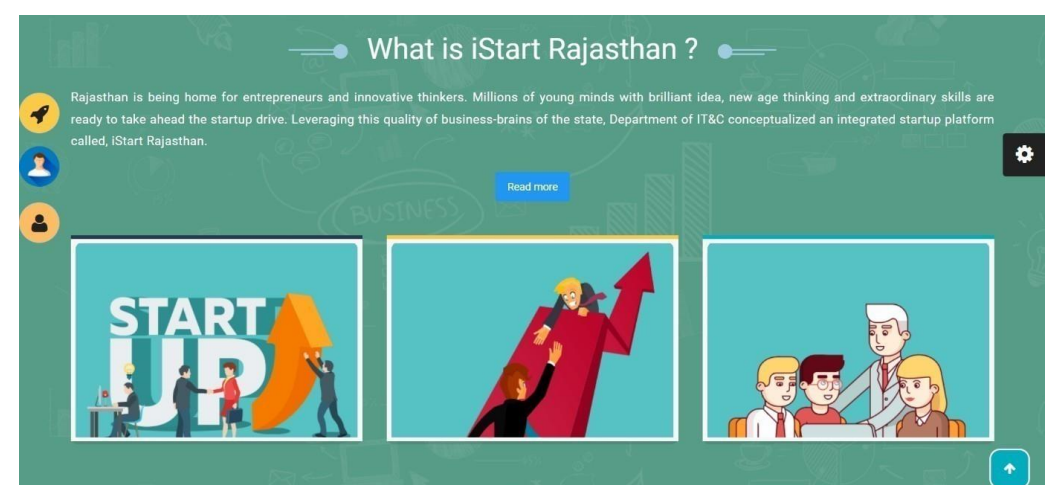 What is iStart Rajasthan ?
Rajasthan is being home for entrepreneurs and innovative thinkers. Millions of young minds with brilliant idea, new age thinking and extraordinary skills are
ready to take ahead the startup drive. Leveraging this quality of business-brains of the state, Department of IT&C conceptualized an integrated startup platform
called, iStart Rajasthan.
Read more
BUSINESS
START
UP